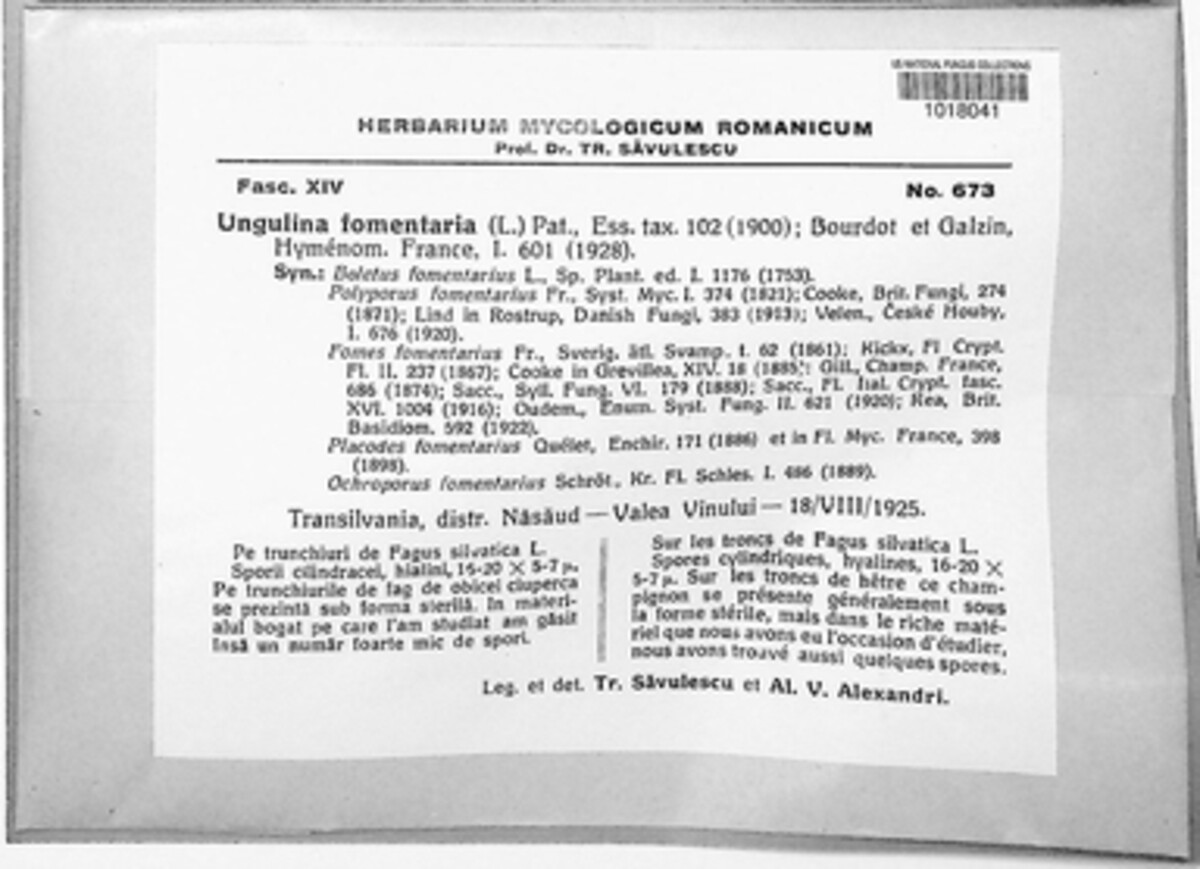 US NATIONAL FUNGUS COLLECTIONS
1018041
HERBARIUM MYCOLOGICUM ROMANICUM
Prof. Dr. TR. SĂVULESCU
Fasc. XIV
No. 673
Ungulina fomentaria (L.) Pat., Ess. tax. 102 (1900); Bourdot et Galzin,
Hyménom. France, I. 601 (1928).
Syn.: Boletus fomentarius L., Sp. Plant. ed. I. 1176 (1753).
Polyporus fomentarius Fr., Syst. Myc. I. 374 (1821); Cooke, Brit. Fungi, 274
(1871); Lind in Rostrup, Danish Fungi, 383 (1913); Velen., České Houby,
I. 676 (1920).
Fomes fomentarius Fr., Sverig. ätl. Svamp. t. 62 (1861); Kickx, Fl Crypt.
Fl. II. 237 (1867); Cooke in Grevillea, XIV. 18 (1885); Gill., Champ. France,
686 (1874); Sacc., Syll. Fung. VI. 179 (1888); Sacc., Fl. Ital. Crypt. fasc.
XVI. 1004 (1916); Oudem., Enum. Syst. Fung. II. 621 (1920); Rea, Brit.
Basidiom. 592 (1922).
Placodes fomentarius Quélet, Enchir. 171 (1886) et in Fl. Myc. France, 398
(1898).
Ochroporus fomentarius Schröt., Kr. Fl. Schles. I. 486 (1889).
Transilvania, distr. Năsăud — Valea Vinului — 18/VIII/1925.
Pe trunchiuri de Fagus silvatica L.
Sporii cilindracei, hialini, 16-20 × 5-7 µ.
Pe trunchiurile de fag de obicei ciuperca
se prezintă sub forma sterilă. In materi-
alul bogat pe care l'am studiat am găsit
însă un număr foarte mic de spori.
Sur les troncs de Fagus silvatica L.
Spores cylindriques, hyalines, 16-20 ×
5-7 µ. Sur les troncs de hêtre ce cham-
pignon se présente généralement sous
la forme stérile, mais dans le riche maté-
riel que nous avons eu l'occasion d'étudier,
nous avons trouvé aussi quelques spores.
Leg. et det. Tr. Săvulescu et Al. V. Alexandri.